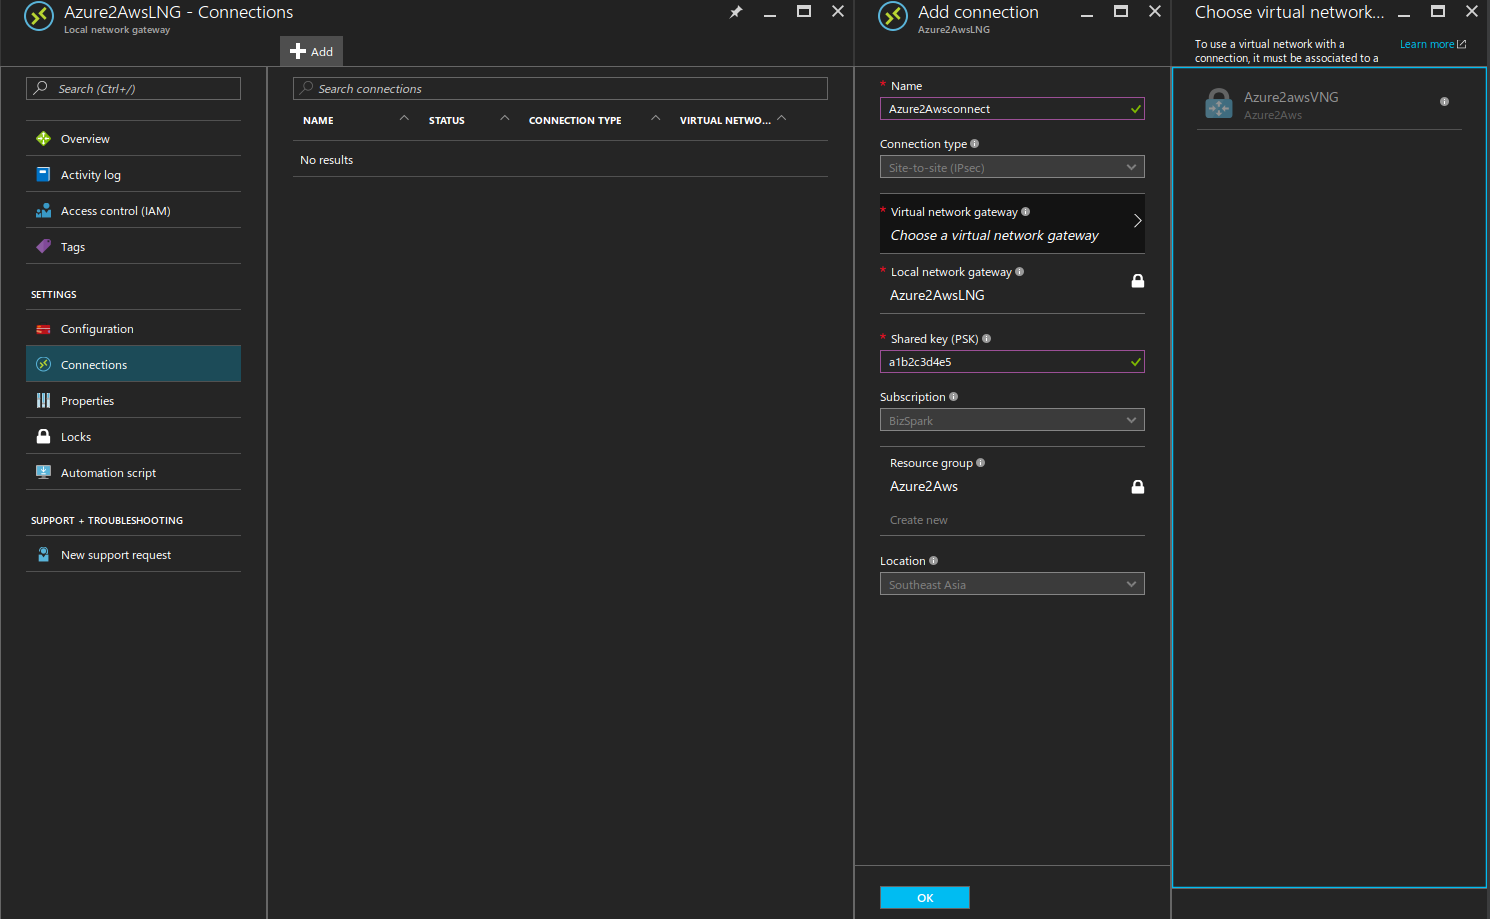 Azure2AwsLNG - Connections
Local network gateway
Add
Search (Ctrl+/)
Overview
Activity log
Access control (IAM)
Tags
SETTINGS
Configuration
Connections
Properties
Locks
Automation script
SUPPORT + TROUBLESHOOTING
New support request
Search connections
NAME STATUS CONNECTION TYPE VIRTUAL NETWO...
No results
Add connection
Azure2AwsLNG
* Name
Azure2Awsconnect
Connection type
Site-to-site (IPsec)
* Virtual network gateway
Choose a virtual network gateway
* Local network gateway
Azure2AwsLNG
* Shared key (PSK)
a1b2c3d4e5
Subscription
BizSpark
Resource group
Azure2Aws
Create new
Location
Southeast Asia
OK
Choose virtual network...
To use a virtual network with a
connection, it must be associated to a
Learn more
Azure2awsVNG
Azure2Aws